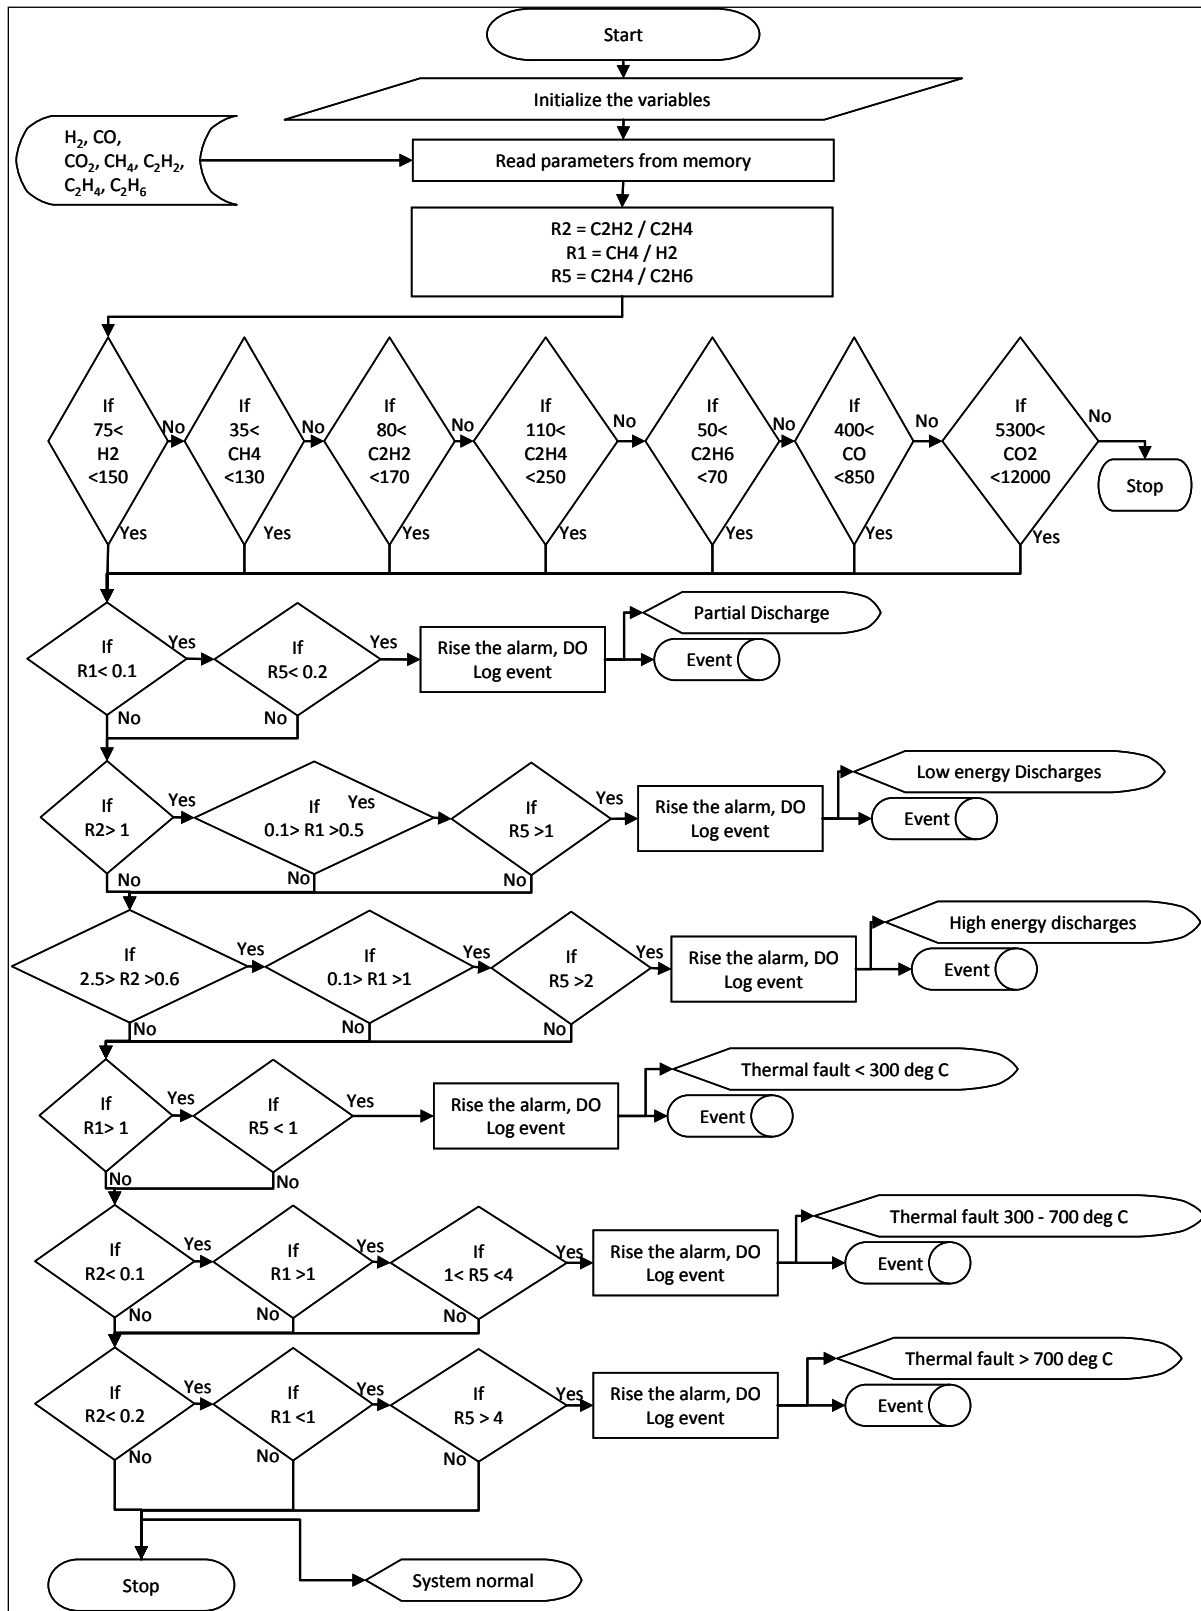 Start
Initialize the variables
H₂, CO,
CO₂, CH₄, C₂H₂,
C₂H₄, C₂H₆
Read parameters from memory
R2 = C2H2 / C2H4
R1 = CH4 / H2
R5 = C2H4 / C2H6
If
75<
H2
<150
No
Yes
If
35<
CH4
<130
No
Yes
If
80<
C2H2
<170
No
Yes
If
110<
C2H4
<250
No
Yes
If
50<
C2H6
<70
No
Yes
If
400<
CO
<850
No
Yes
If
5300<
CO2
<12000
No
Yes
Stop
If
R1< 0.1
Yes
No
If
R5< 0.2
Yes
No
Rise the alarm, DO
Log event
Partial Discharge
Event
If
R2> 1
Yes
No
If
0.1> R1 >0.5
Yes
No
If
R5 >1
Yes
No
Rise the alarm, DO
Log event
Low energy Discharges
Event
If
2.5> R2 >0.6
Yes
No
If
0.1> R1 >1
Yes
No
If
R5 >2
Yes
No
Rise the alarm, DO
Log event
High energy discharges
Event
If
R1> 1
Yes
No
If
R5 < 1
Yes
No
Rise the alarm, DO
Log event
Thermal fault < 300 deg C
Event
If
R2< 0.1
Yes
No
If
R1 >1
Yes
No
If
1< R5 <4
Yes
No
Rise the alarm, DO
Log event
Thermal fault 300 - 700 deg C
Event
If
R2< 0.2
Yes
No
If
R1 <1
Yes
No
If
R5 > 4
Yes
No
Rise the alarm, DO
Log event
Thermal fault > 700 deg C
Event
Stop
System normal